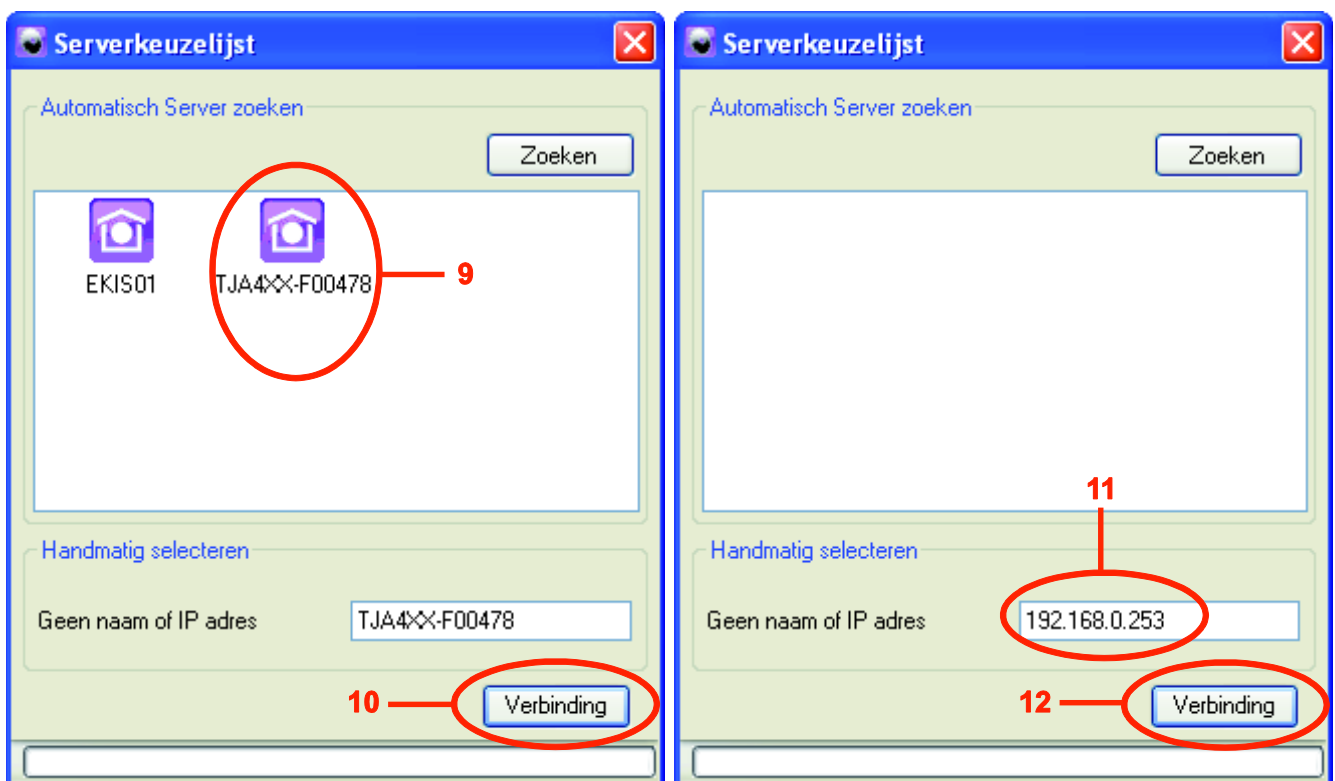 Serverkeuzelijst
Automatisch Server zoeken
Zoeken
EKIS01
TJA4XX-F00478
9
Handmatig selecteren
Geen naam of IP adres
TJA4XX-F00478
10
Verbinding
Serverkeuzelijst
Automatisch Server zoeken
Zoeken
11
Handmatig selecteren
Geen naam of IP adres
192.168.0.253
12
Verbinding